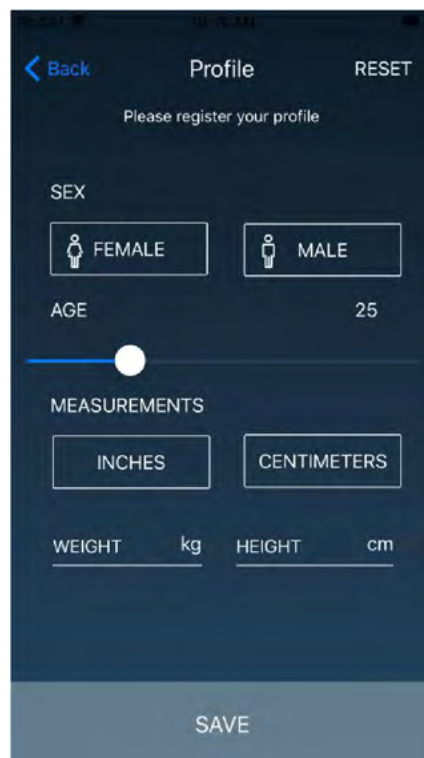 Back Profile RESET
Please register your profile
SEX
FEMALE MALE
AGE 25
MEASUREMENTS
INCHES CENTIMETERS
WEIGHT kg HEIGHT cm
SAVE